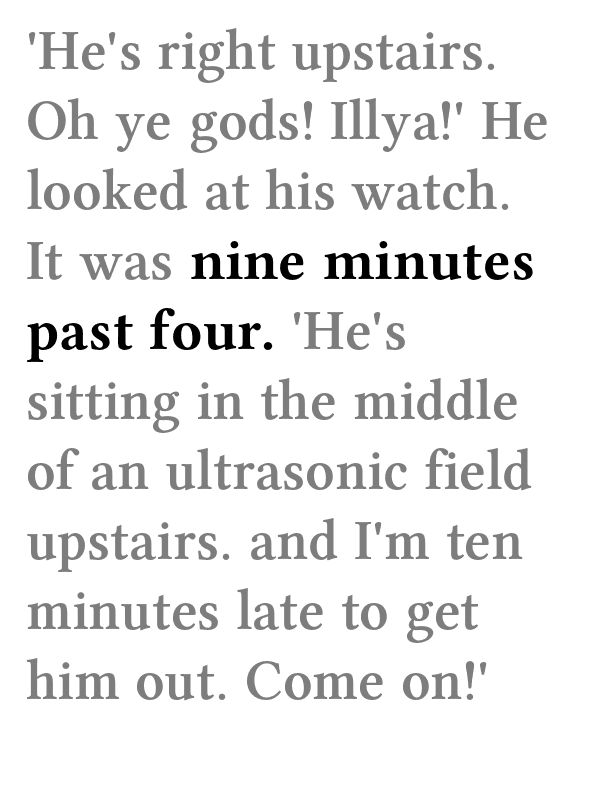 'He's right upstairs.
Oh ye gods! Illya!' He
looked at his watch.
It was nine minutes
past four. 'He's
sitting in the middle
of an ultrasonic field
upstairs. and I'm ten
minutes late to get
him out. Come on!'